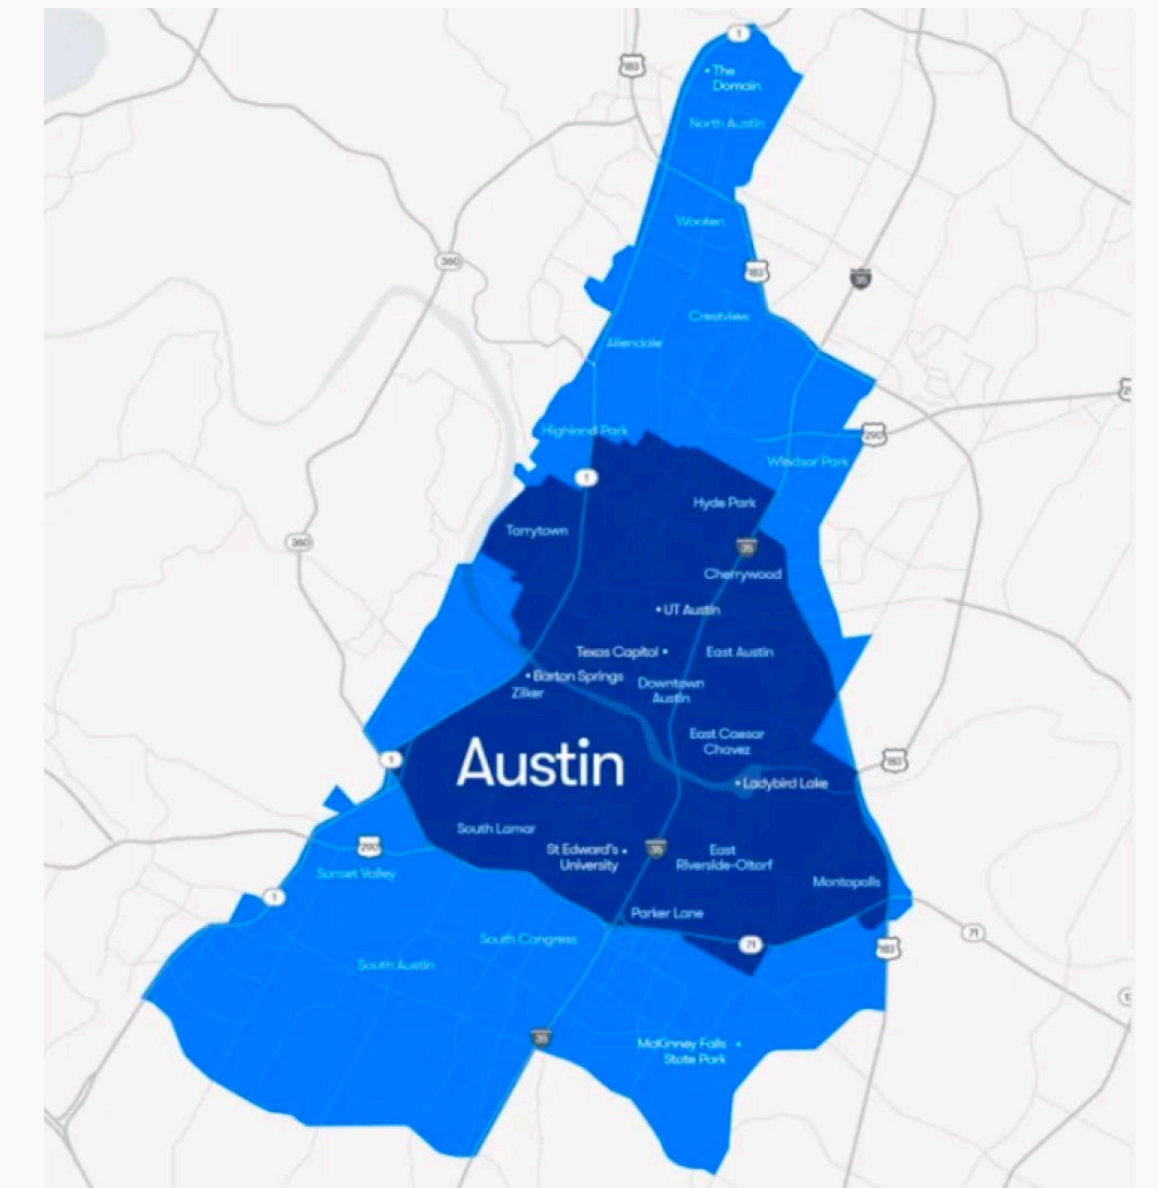 1
183
The
Domain
North Austin
Wooten
360
183
35
Crestview
Allendale
290
Highland Park
Windsor Park
1
Hyde Park
Tarrytown
360
35
Cherrywood
UT Austin
Texas Capitol
East Austin
Barton Springs
Zilker
Downtown
Austin
East Caesar
Chavez
Austin
1
183
Ladybird Lake
South Lamar
290
St Edward's
University
35
East
Riverside-Oltorf
Sunset Valley
Montopolis
1
Parker Lane
71
South Congress
71
183
South Austin
35
McKinney Falls
State Park